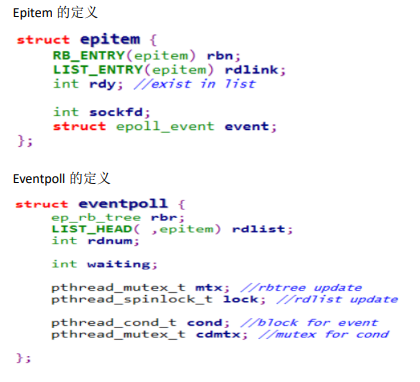 Epitem 的定义
struct epitem {
RB_ENTRY(epitem) rbn;
LIST_ENTRY(epitem) rdlink;
int rdy; //exist in list
int sockfd;
struct epoll_event event;
};
Eventpoll 的定义
struct eventpoll {
ep_rb_tree rbr;
LIST_HEAD( ,epitem) rdlist;
int rdnum;
int waiting;
pthread_mutex_t mtx; //rbtree update
pthread_spinlock_t lock; //rdlist update
pthread_cond_t cond; //block for event
pthread_mutex_t cdmtx; //mutex for cond
};